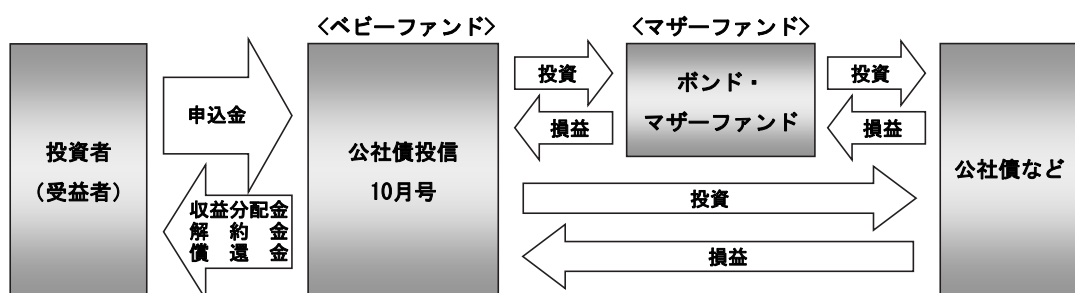 <ベビーファンド>
<マザーファンド>
投資者
(受益者)
申込金
収益分配金
解約金
償還金
公社債投信
10月号
投資
損益
ボンド・
マザーファンド
投資
損益
投資
損益
公社債など